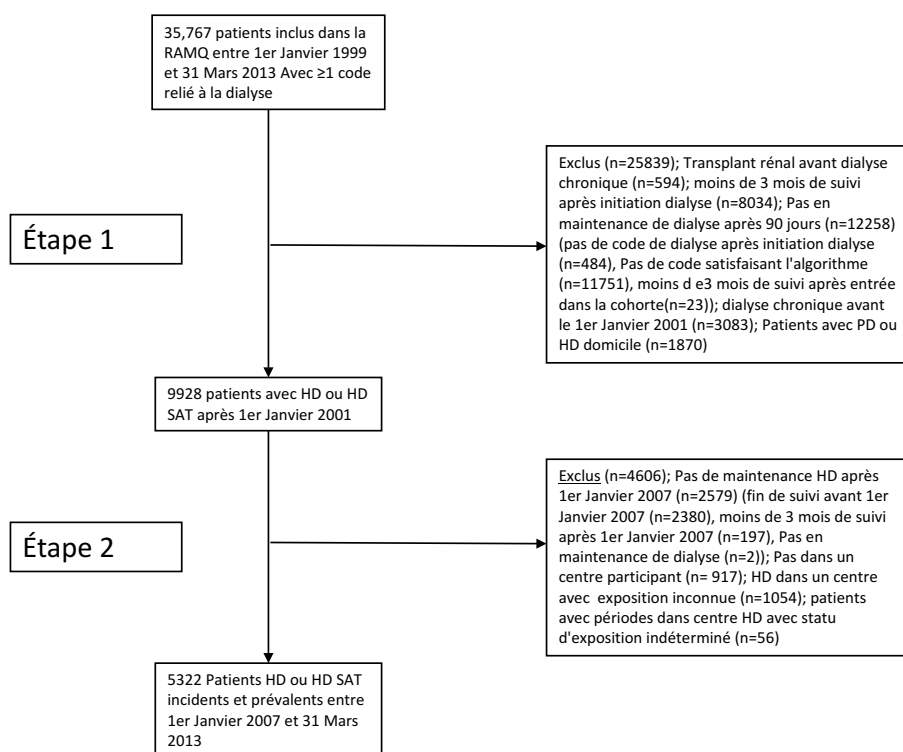 35,767 patients inclus dans la
RAMQ entre 1er Janvier 1999
et 31 Mars 2013 Avec ≥1 code
relié à la dialyse
Exclus (n=25839); Transplant rénal avant dialyse
chronique (n=594); moins de 3 mois de suivi
après initiation dialyse (n=8034); Pas en
maintenance de dialyse après 90 jours (n=12258)
(pas de code de dialyse après initiation dialyse
(n=484), Pas de code satisfaisant l'algorithme
(n=11751), moins d e3 mois de suivi après entrée
dans la cohorte(n=23)); dialyse chronique avant
le 1er Janvier 2001 (n=3083); Patients avec PD ou
HD domicile (n=1870)
Étape 1
9928 patients avec HD ou HD
SAT après 1er Janvier 2001
Exclus (n=4606); Pas de maintenance HD après
1er Janvier 2007 (n=2579) (fin de suivi avant 1er
Janvier 2007 (n=2380), moins de 3 mois de suivi
après 1er Janvier 2007 (n=197), Pas en
maintenance de dialyse (n=2)); Pas dans un
centre participant (n= 917); HD dans un centre
avec exposition inconnue (n=1054); patients
avec périodes dans centre HD avec statu
d'exposition indéterminé (n=56)
Étape 2
5322 Patients HD ou HD SAT
incidents et prévalents entre
1er Janvier 2007 et 31 Mars
2013